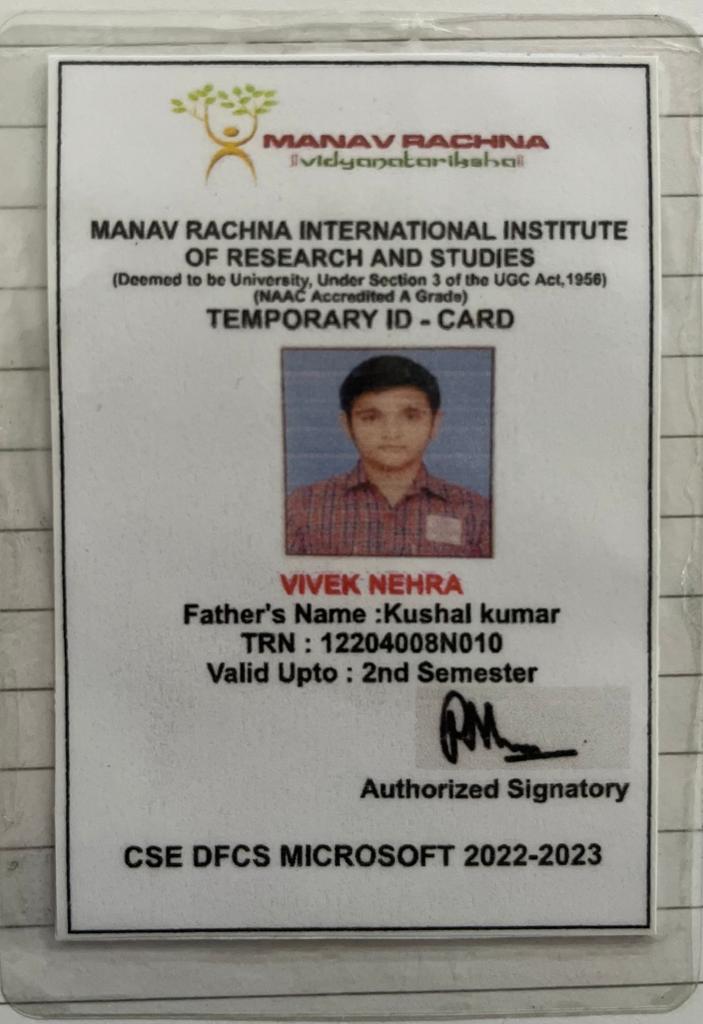 MANAV RACHNA
vidyanatariksha
MANAV RACHNA INTERNATIONAL INSTITUTE
OF RESEARCH AND STUDIES
(Deemed to be University, Under Section 3 of the UGC Act,1956)
(NAAC Accredited A Grade)
TEMPORARY ID - CARD
VIVEK NEHRA
Father's Name :Kushal kumar
TRN : 12204008N010
Valid Upto : 2nd Semester
Authorized Signatory
CSE DFCS MICROSOFT 2022-2023